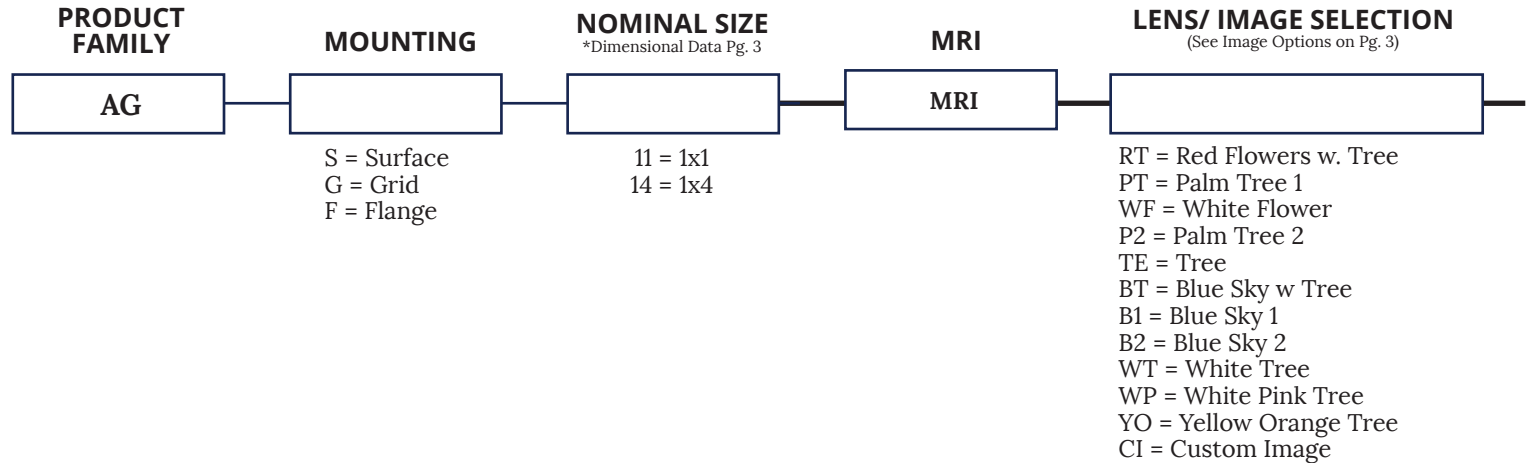 PRODUCT
FAMILY
AG
MOUNTING
S = Surface
G = Grid
F = Flange
NOMINAL SIZE
*Dimensional Data Pg. 3
11 = 1x1
14 = 1x4
MRI
MRI
LENS/ IMAGE SELECTION
(See Image Options on Pg. 3)
RT = Red Flowers w. Tree
PT = Palm Tree 1
WF = White Flower
P2 = Palm Tree 2
TE = Tree
BT = Blue Sky w Tree
B1 = Blue Sky 1
B2 = Blue Sky 2
WT = White Tree
WP = White Pink Tree
YO = Yellow Orange Tree
CI = Custom Image